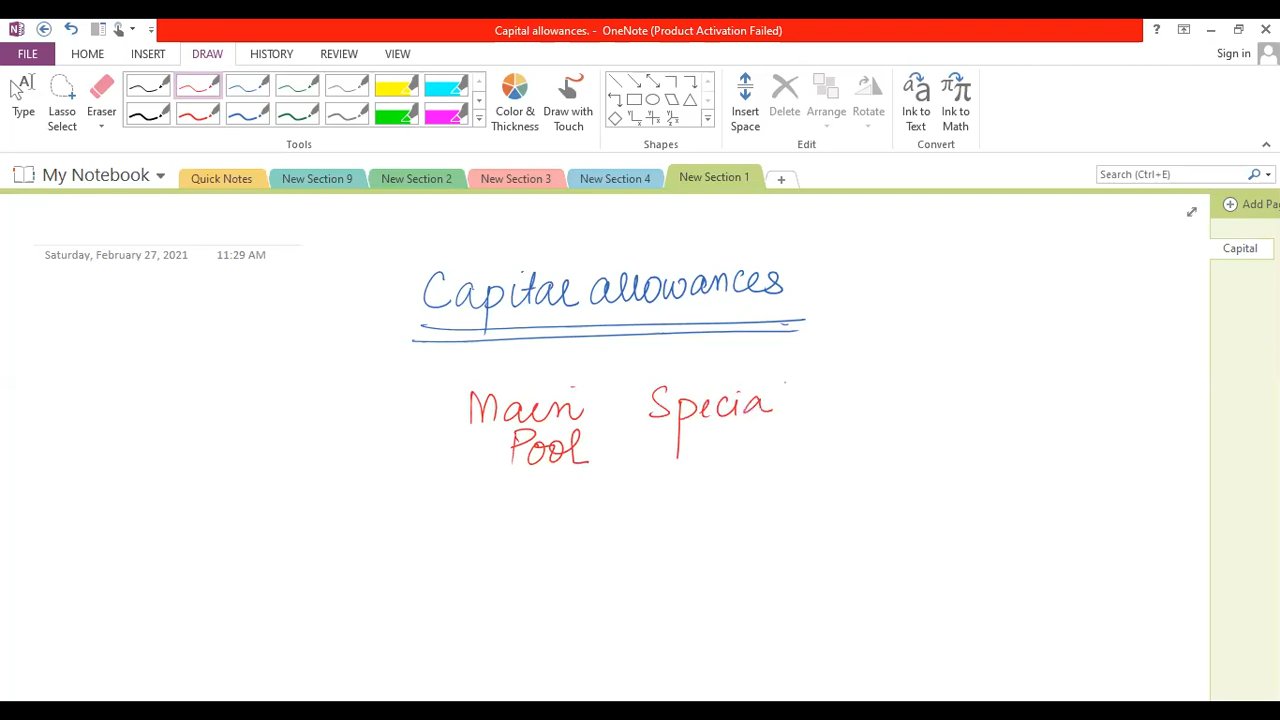 Capital allowances. - OneNote (Product Activation Failed)
?
FILE HOME INSERT DRAW HISTORY REVIEW VIEW
Sign in
Type
Lasso Select
Eraser
Color & Thickness
Draw with Touch
Insert Space
Delete
Arrange
Rotate
Ink to Text
Ink to Math
Tools
Shapes
Edit
Convert
My Notebook
Quick Notes
New Section 9
New Section 2
New Section 3
New Section 4
New Section 1
Search (Ctrl+E)
Add Pa
Saturday, February 27, 2021 11:29 AM
Capital
Capital allowances
Main Specia
Pool